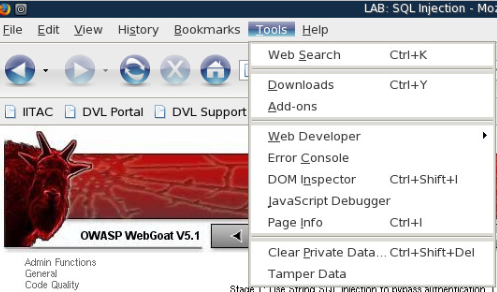 LAB: SQL Injection - Moz
File Edit View History Bookmarks Tools Help
Web Search Ctrl+K
Downloads Ctrl+Y
Add-ons
IITAC DVL Portal DVL Support
Web Developer
Error Console
DOM Inspector Ctrl+Shift+I
JavaScript Debugger
Page Info Ctrl+I
OWASP WebGoat V5.1
Clear Private Data... Ctrl+Shift+Del
Tamper Data
Admin Functions
General
Code Quality
Stage 1: Use String SQL Injection to bypass authentication.